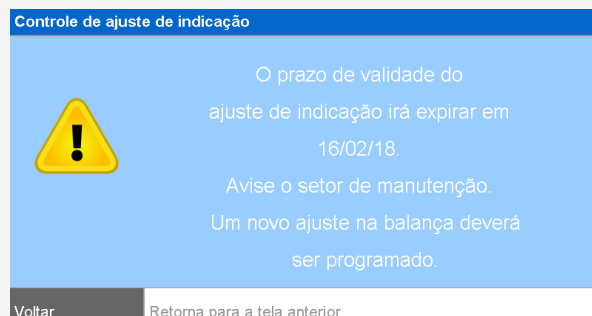 Controle de ajuste de indicação
O prazo de validade do
ajuste de indicação irá expirar em
16/02/18.
Avise o setor de manutenção.
Um novo ajuste na balança deverá
ser programado.
Voltar
Retorna para a tela anterior